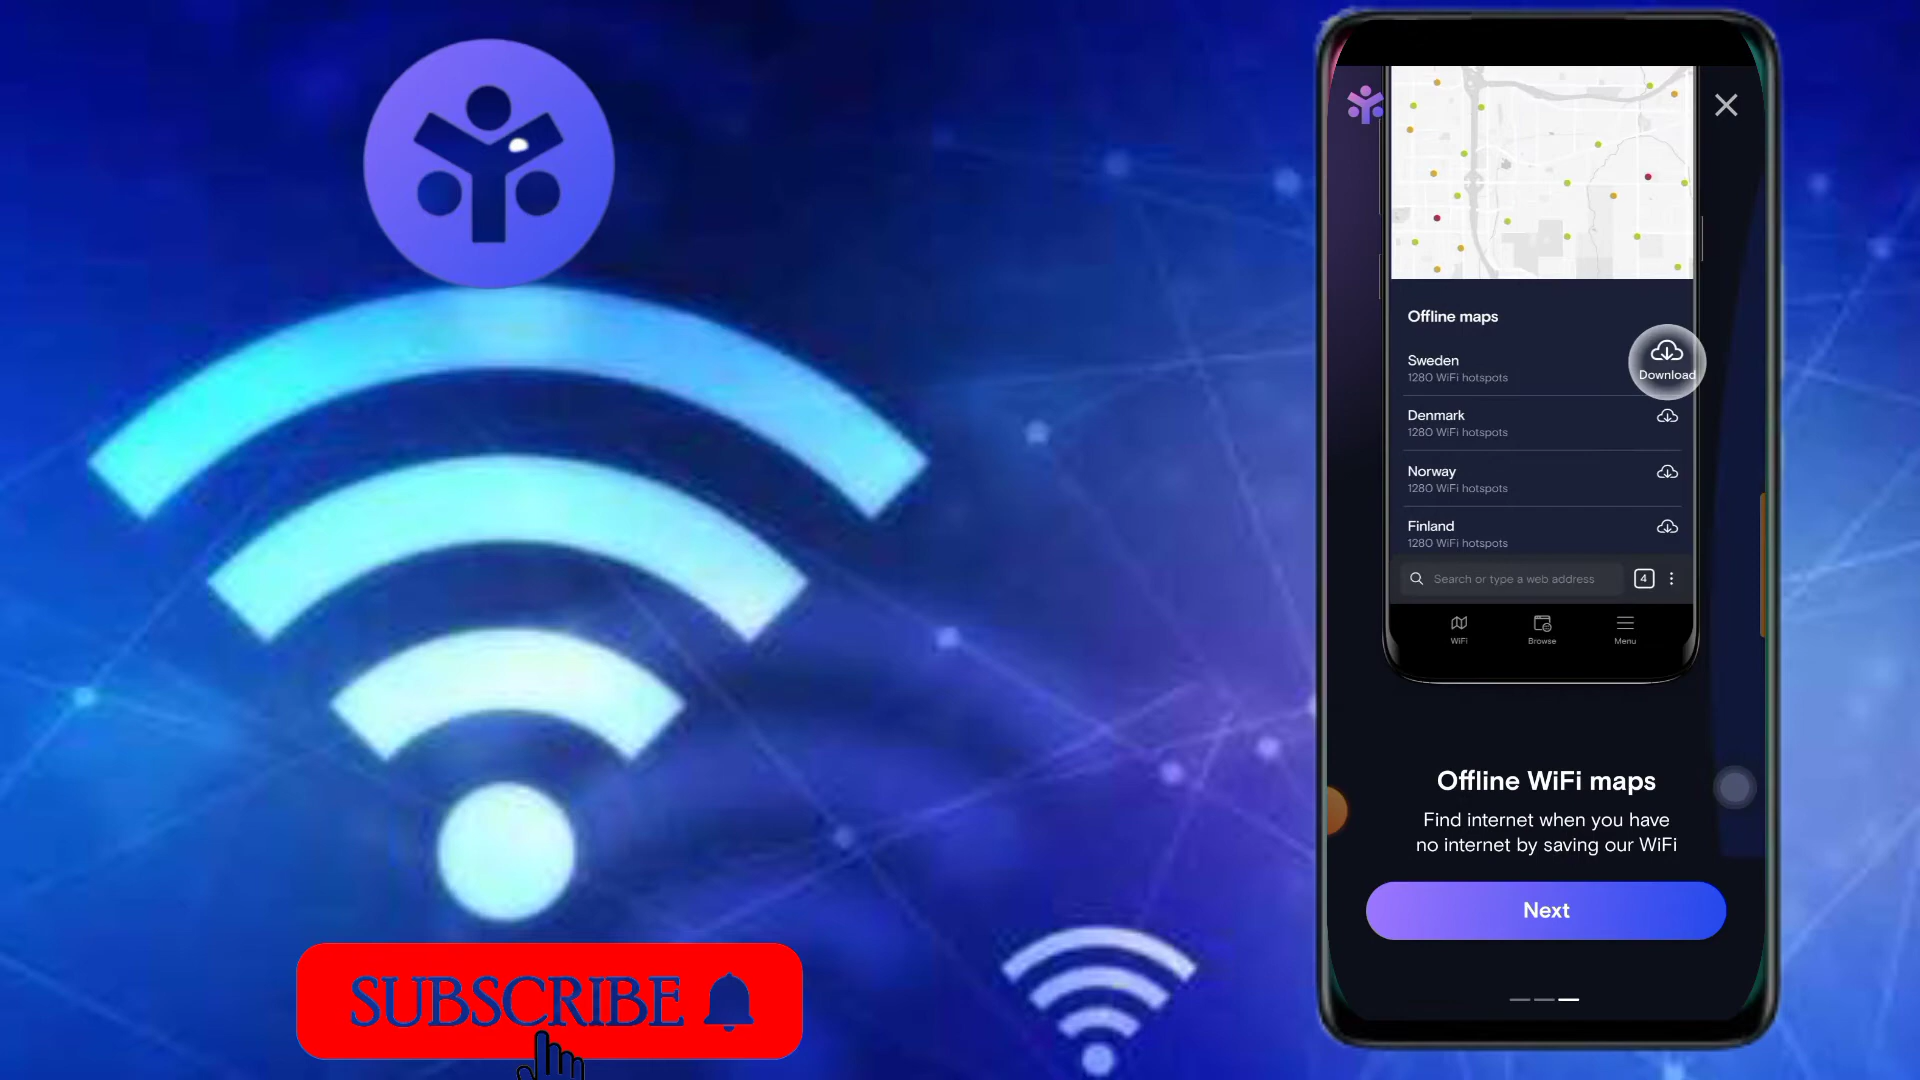 SUBSCRIBE
Offline maps
Sweden
1280 WiFi hotspots
Download
Denmark
1280 WiFi hotspots
Norway
1280 WiFi hotspots
Finland
1280 WiFi hotspots
Search or type a web address
4
WiFi
Browse
Menu
Offline WiFi maps
Find internet when you have
no internet by saving our WiFi
Next